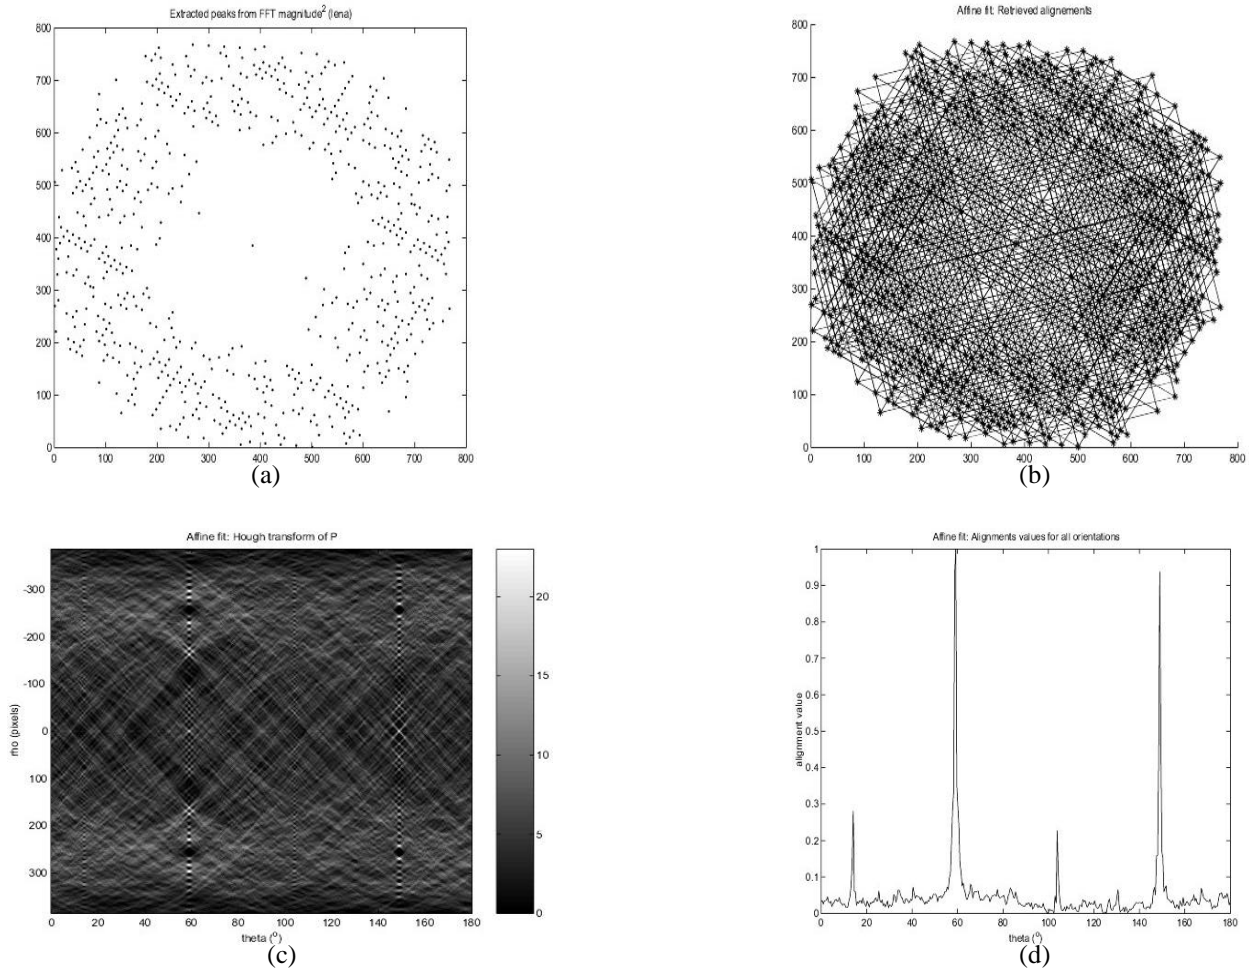 Extracted peaks from FFT magnitude² (lena)
800
700
600
500
400
300
200
100
0
0 100 200 300 400 500 600 700 800
(a)
Affine fit: Retrieved alignements
800
700
600
500
400
300
200
100
0
0 100 200 300 400 500 600 700 800
(b)
Affine fit: Hough transform of P
rho (pixels)
-300
-200
-100
0
100
200
300
0 20 40 60 80 100 120 140 160 180
theta (°)
20
15
10
5
0
(c)
Affine fit: Alignments values for all orientations
alignment value
1
0.9
0.8
0.7
0.6
0.5
0.4
0.3
0.2
0.1
0
0 20 40 60 80 100 120 140 160 180
theta (°)
(d)